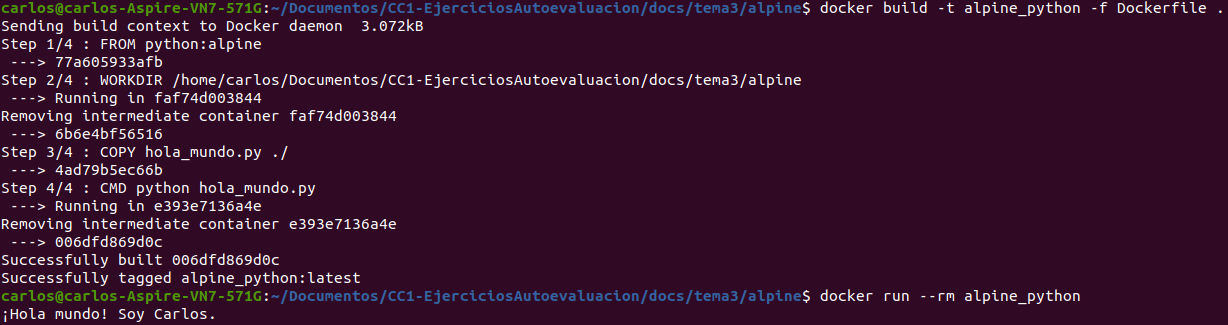 carlos@carlos-Aspire-VN7-571G:~/Documentos/CC1-EjerciciosAutoevaluacion/docs/tema3/alpine$ docker build -t alpine_python -f Dockerfile .
Sending build context to Docker daemon  3.072kB
Step 1/4 : FROM python:alpine
 ---> 77a605933afb
Step 2/4 : WORKDIR /home/carlos/Documentos/CC1-EjerciciosAutoevaluacion/docs/tema3/alpine
 ---> Running in faf74d003844
Removing intermediate container faf74d003844
 ---> 6b6e4bf56516
Step 3/4 : COPY hola_mundo.py ./
 ---> 4ad79b5ec66b
Step 4/4 : CMD python hola_mundo.py
 ---> Running in e393e7136a4e
Removing intermediate container e393e7136a4e
 ---> 006dfd869d0c
Successfully built 006dfd869d0c
Successfully tagged alpine_python:latest
carlos@carlos-Aspire-VN7-571G:~/Documentos/CC1-EjerciciosAutoevaluacion/docs/tema3/alpine$ docker run --rm alpine_python
¡Hola mundo! Soy Carlos.